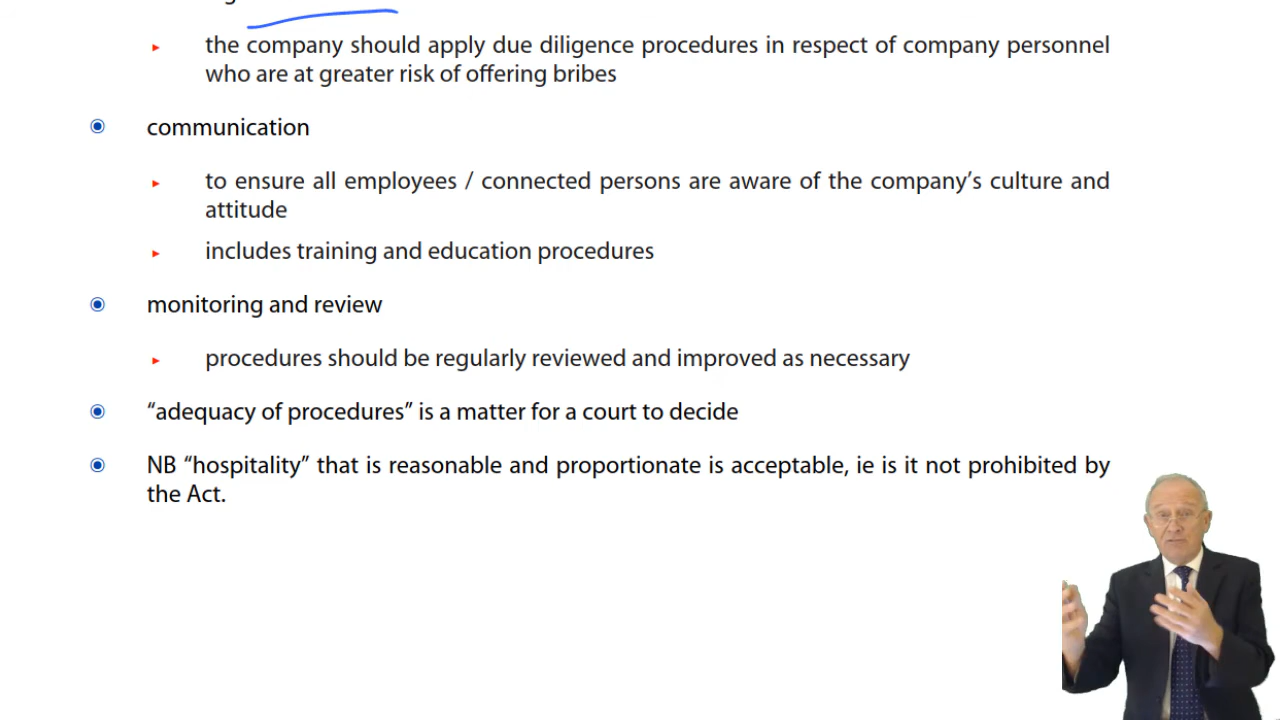 the company should apply due diligence procedures in respect of company personnel
who are at greater risk of offering bribes
communication
to ensure all employees / connected persons are aware of the company’s culture and
attitude
includes training and education procedures
monitoring and review
procedures should be regularly reviewed and improved as necessary
“adequacy of procedures” is a matter for a court to decide
NB “hospitality” that is reasonable and proportionate is acceptable, ie is it not prohibited by
the Act.